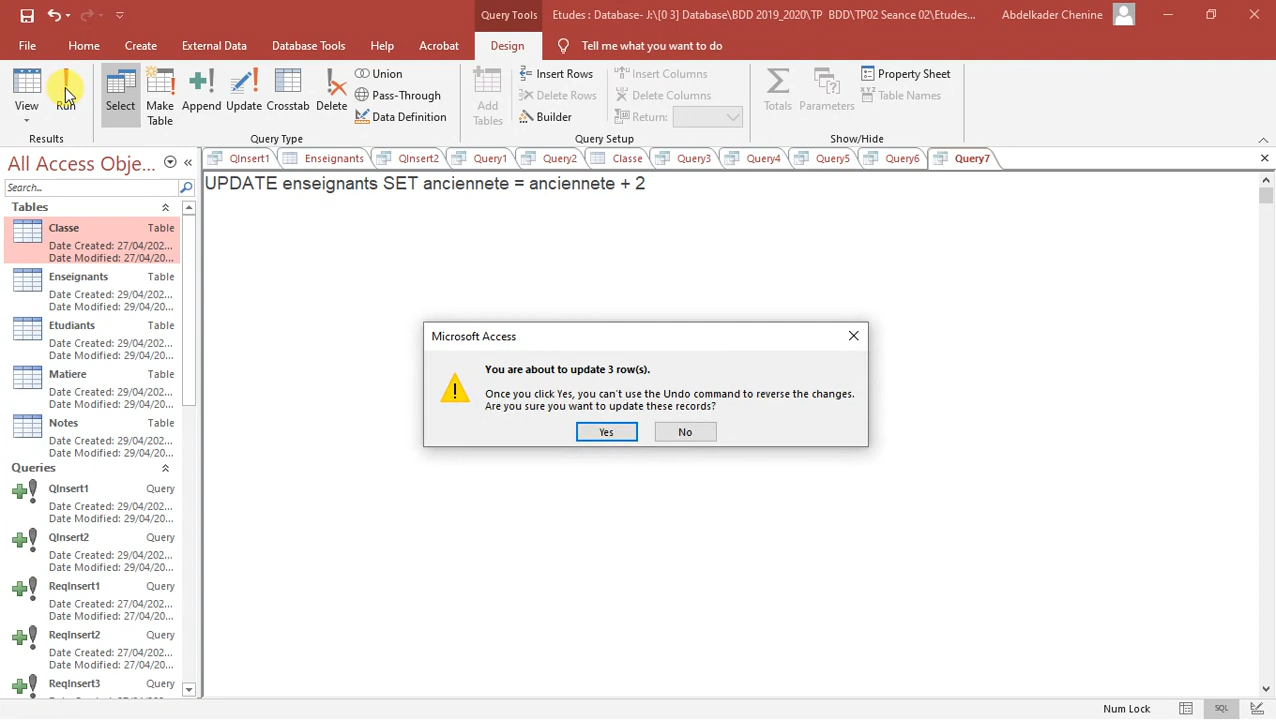 Query Tools
Etudes : Database- J:\[0 3] Database\BDD 2019_2020\TP  BDD\TP02 Seance 02\Etudes...
Abdelkader Chenine
File
Home
Create
External Data
Database Tools
Help
Acrobat
Design
Tell me what you want to do
View
Run
Results
Select
Make Table
Append
Update
Crosstab
Delete
Union
Pass-Through
Data Definition
Query Type
Add Tables
Insert Rows
Delete Rows
Builder
Insert Columns
Delete Columns
Return:
Query Setup
Totals
Parameters
Property Sheet
Table Names
Show/Hide
All Access Obje...
Search...
Tables
Classe Table
Date Created: 27/04/202...
Date Modified: 27/04/20...
Enseignants Table
Date Created: 29/04/202...
Date Modified: 29/04/20...
Etudiants Table
Date Created: 29/04/202...
Date Modified: 29/04/20...
Matiere Table
Date Created: 29/04/202...
Date Modified: 29/04/20...
Notes Table
Date Created: 29/04/202...
Date Modified: 29/04/20...
Queries
QInsert1 Query
Date Created: 29/04/202...
Date Modified: 29/04/20...
QInsert2 Query
Date Created: 29/04/202...
Date Modified: 29/04/20...
ReqInsert1 Query
Date Created: 27/04/202...
Date Modified: 27/04/20...
ReqInsert2 Query
Date Created: 27/04/202...
Date Modified: 27/04/20...
ReqInsert3 Query
QInsert1
Enseignants
QInsert2
Query1
Query2
Classe
Query3
Query4
Query5
Query6
Query7
UPDATE enseignants SET anciennete = anciennete + 2
Microsoft Access
You are about to update 3 row(s).
Once you click Yes, you can't use the Undo command to reverse the changes.
Are you sure you want to update these records?
Yes
No
Num Lock
SQL